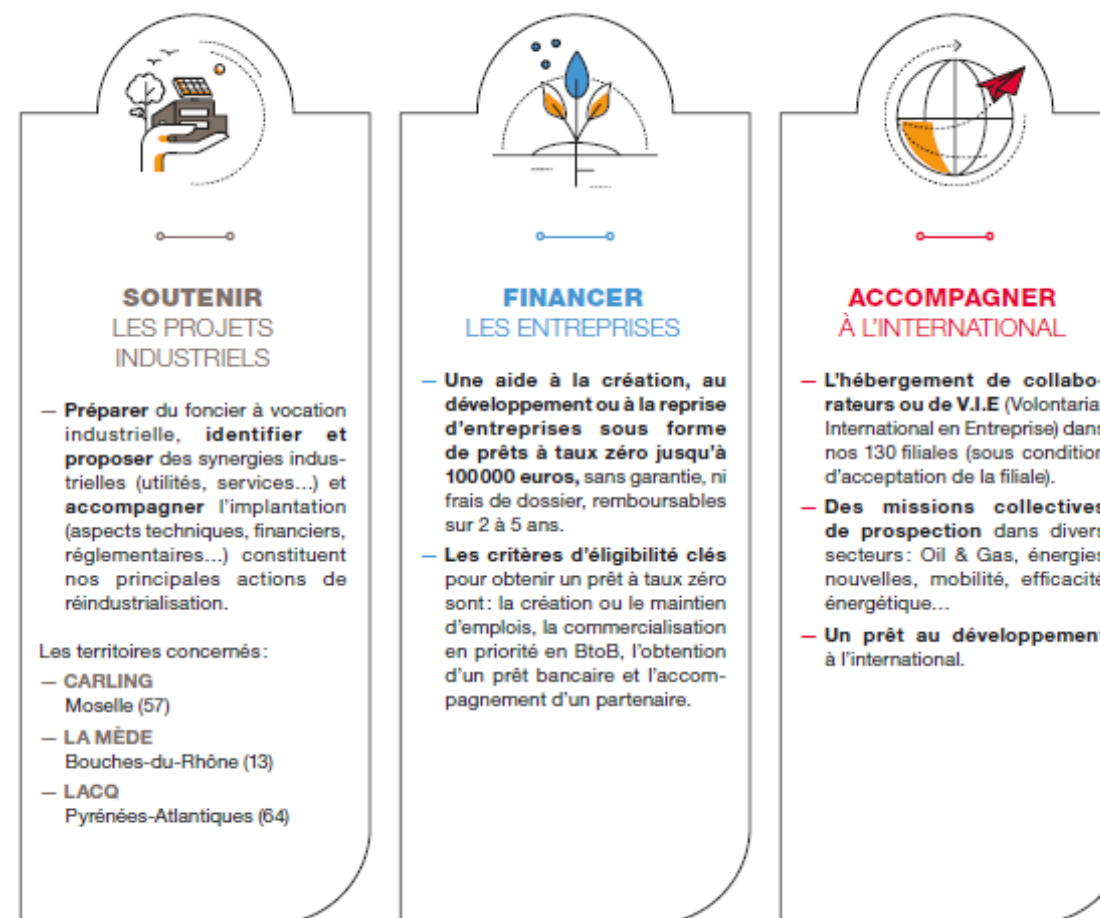 SOUTENIR
LES PROJETS
INDUSTRIELS
— Préparer du foncier à vocation
industrielle, identifier et
proposer des synergies indus-
trielles (utilités, services...) et
accompagner l'implantation
(aspects techniques, financiers,
réglementaires...) constituent
nos principales actions de
réindustrialisation.
Les territoires concernés :
— CARLING
Moselle (57)
— LA MÈDE
Bouches-du-Rhône (13)
— LACQ
Pyrénées-Atlantiques (64)
FINANCER
LES ENTREPRISES
— Une aide à la création, au
développement ou à la reprise
d'entreprises sous forme
de prêts à taux zéro jusqu'à
100 000 euros, sans garantie, ni
frais de dossier, remboursables
sur 2 à 5 ans.
— Les critères d'éligibilité clés
pour obtenir un prêt à taux zéro
sont : la création ou le maintien
d'emplois, la commercialisation
en priorité en BtoB, l'obtention
d'un prêt bancaire et l'accom-
pagnement d'un partenaire.
ACCOMPAGNER
À L'INTERNATIONAL
— L'hébergement de collabo-
rateurs ou de V.I.E (Volontariat
International en Entreprise) dans
nos 130 filiales (sous condition
d'acceptation de la filiale).
— Des missions collectives
de prospection dans divers
secteurs : Oil & Gas, énergies
nouvelles, mobilité, efficacité
énergétique...
— Un prêt au développement
à l'international.